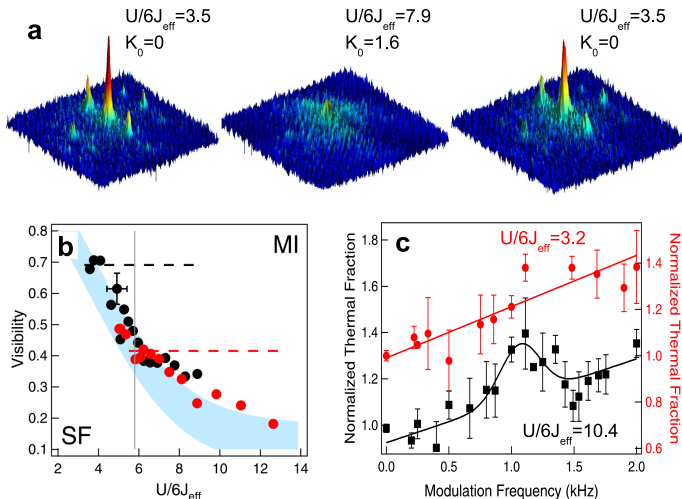 a
U/6J_eff=3.5
K_0=0
U/6J_eff=7.9
K_0=1.6
U/6J_eff=3.5
K_0=0
b
MI
SF
0.8
0.7
0.6
0.5
0.4
0.3
0.2
0.1
Visibility
2
4
6
8
10
12
14
U/6J_eff
c
U/6J_eff=3.2
U/6J_eff=10.4
1.8
1.6
1.4
1.2
1.0
Normalized Thermal Fraction
1.4
1.2
1.0
0.8
0.6
Normalized Thermal Fraction
0.0
0.5
1.0
1.5
2.0
Modulation Frequency (kHz)